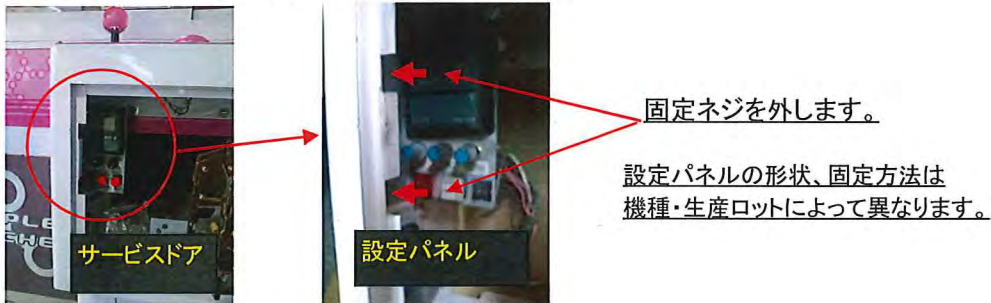 固定ネジを外します。
設定パネルの形状、固定方法は
機種・生産ロットによって異なります。
サービスドア
設定パネル